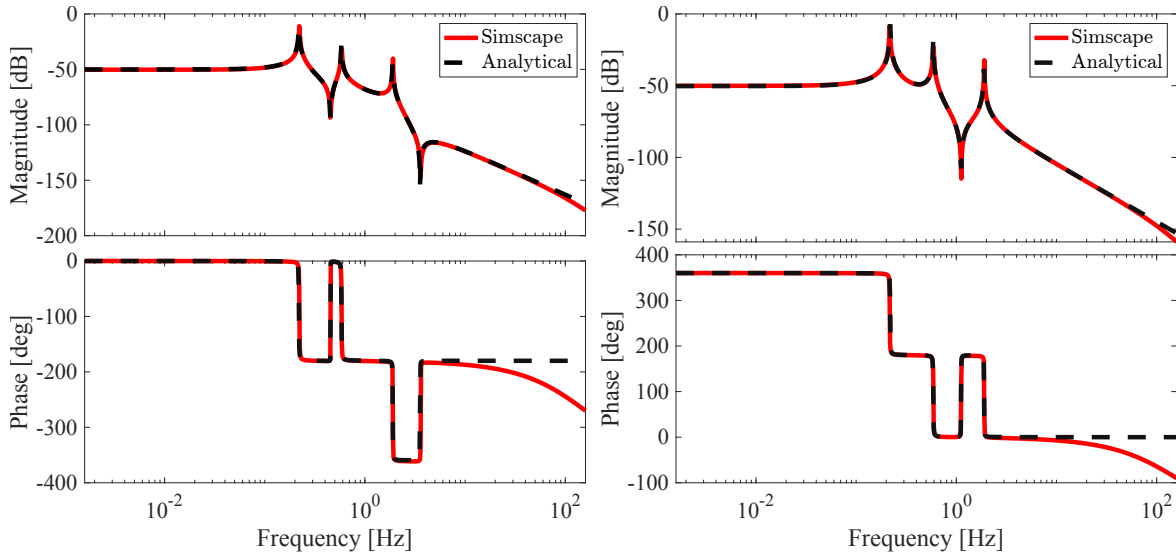 0
-50
-100
-150
-200
Magnitude [dB]
Simscape
Analytical
0
-100
-200
-300
-400
Phase [deg]
10^-2
10^0
10^2
Frequency [Hz]
0
-50
-100
-150
Magnitude [dB]
Simscape
Analytical
400
300
200
100
0
-100
Phase [deg]
10^-2
10^0
10^2
Frequency [Hz]